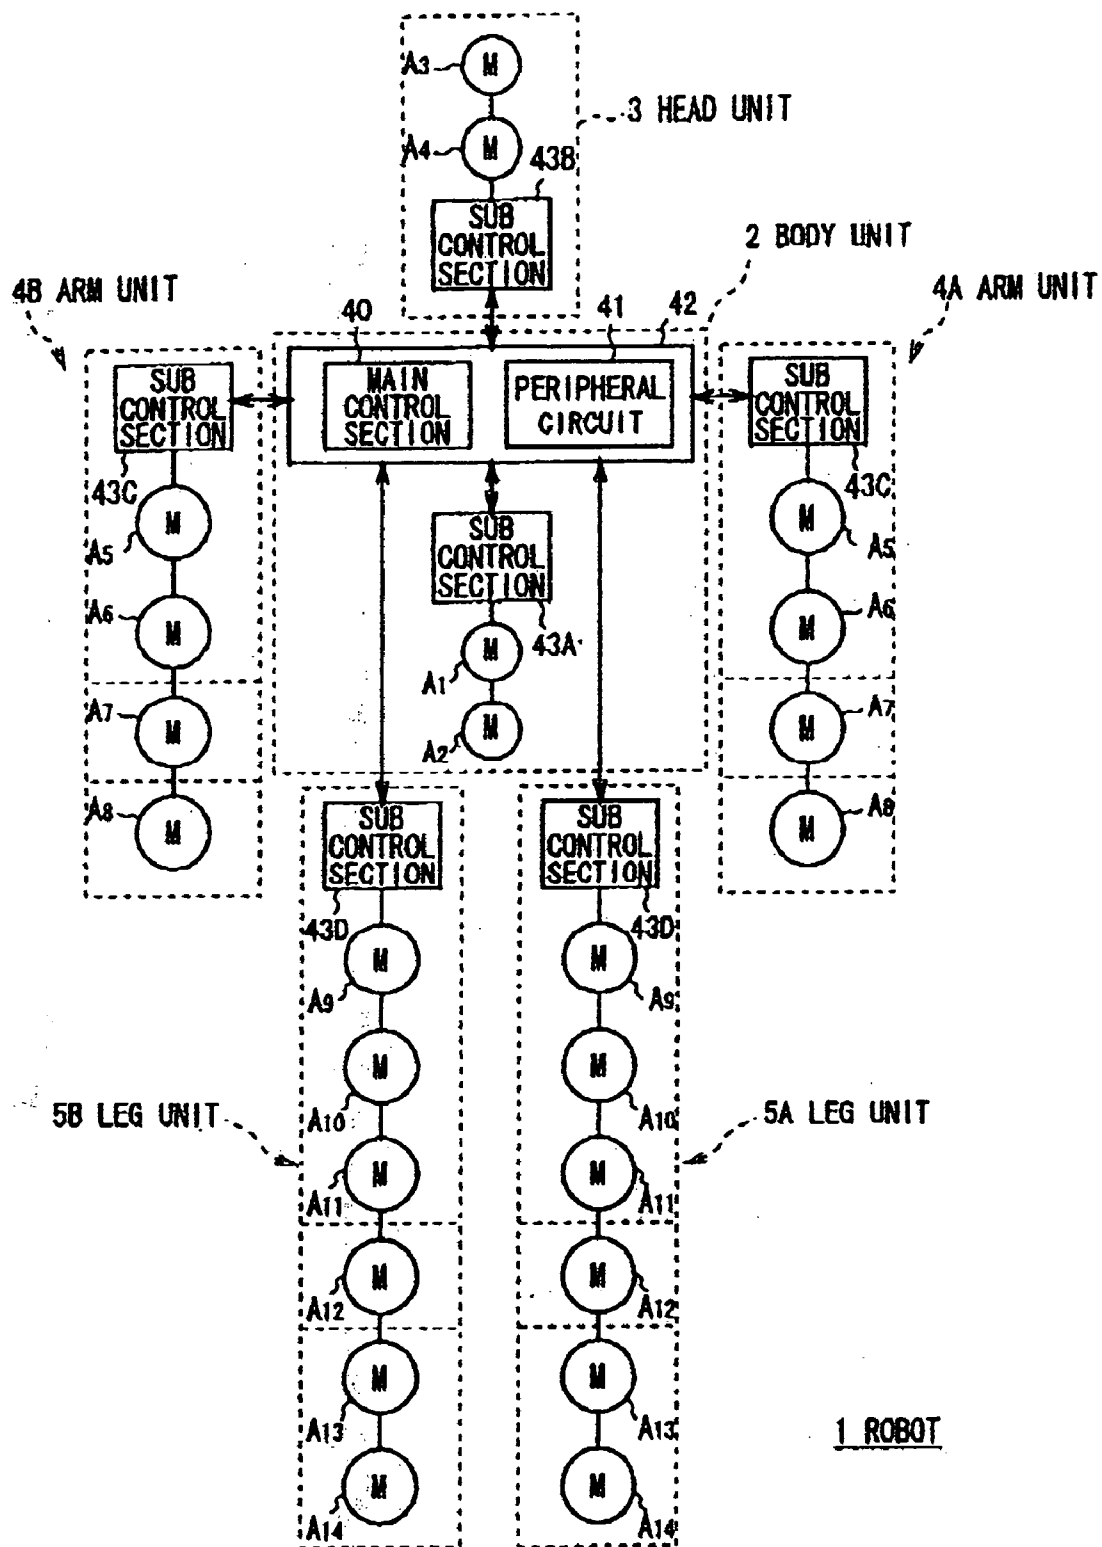 A3
M
3 HEAD UNIT
A4
M
43B
SUB
CONTROL
SECTION
2 BODY UNIT
4B ARM UNIT
4A ARM UNIT
40
41
42
SUB
CONTROL
SECTION
MAIN
CONTROL
SECTION
PERIPHERAL
CIRCUIT
SUB
CONTROL
SECTION
43C
43C
A5
M
SUB
CONTROL
SECTION
M
A5
A6
M
43A
M
A6
A1
M
A7
M
A2
M
M
A7
A8
M
M
A8
SUB
CONTROL
SECTION
SUB
CONTROL
SECTION
43D
43D
M
A9
M
A9
M
A10
M
A10
5B LEG UNIT
5A LEG UNIT
M
A11
M
A11
M
A12
M
A12
M
A13
M
A13
1 ROBOT
M
A14
M
A14